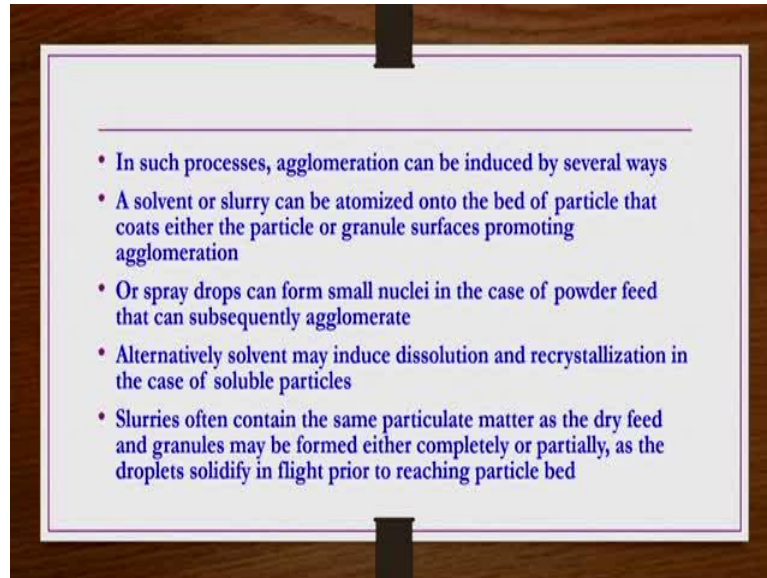 • In such processes, agglomeration can be induced by several ways
• A solvent or slurry can be atomized onto the bed of particle that
coats either the particle or granule surfaces promoting
agglomeration
• Or spray drops can form small nuclei in the case of powder feed
that can subsequently agglomerate
• Alternatively solvent may induce dissolution and recrystallization in
the case of soluble particles
• Slurries often contain the same particulate matter as the dry feed
and granules may be formed either completely or partially, as the
droplets solidify in flight prior to reaching particle bed